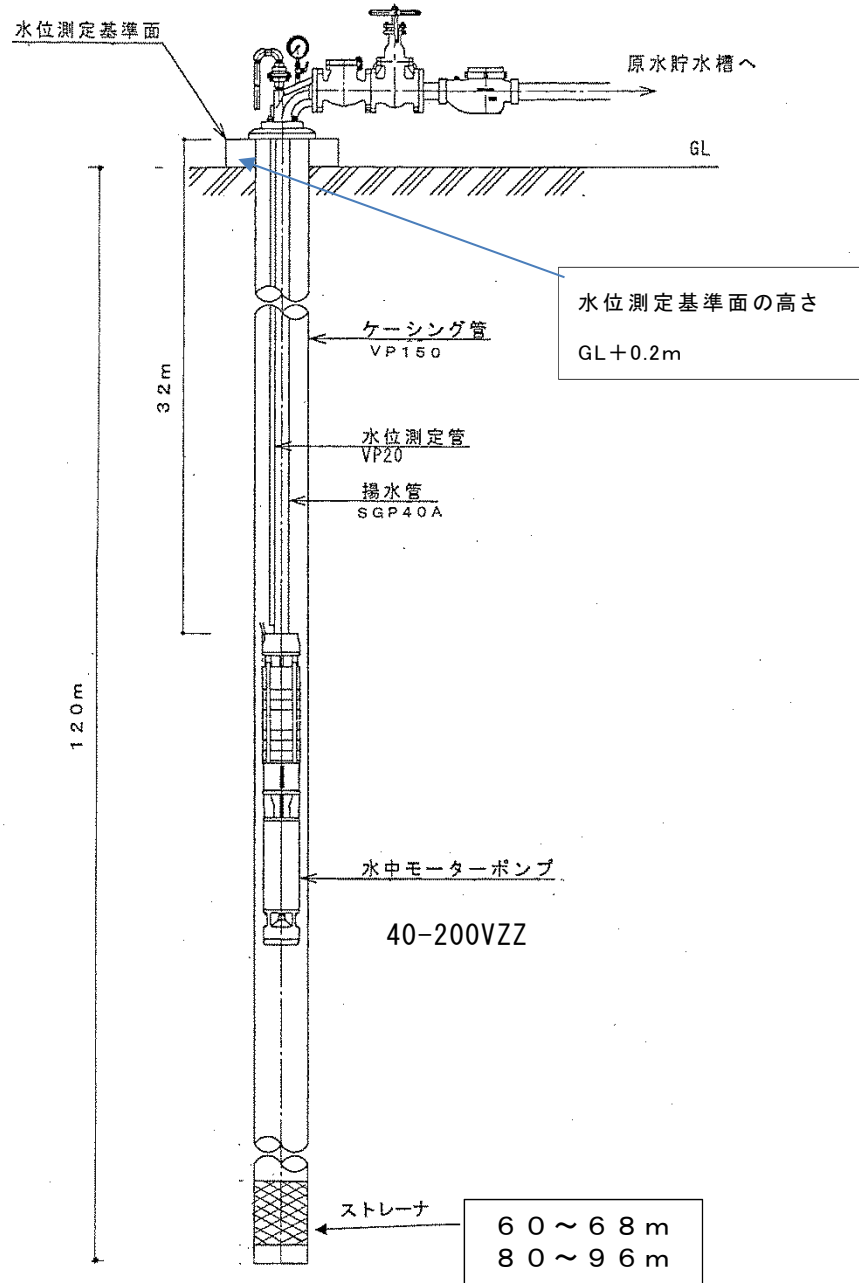 水位測定基準面
原水貯水槽へ
GL
水位測定基準面の高さ
GL+0.2m
ケーシング管
VP150
32m
水位測定管
VP20
揚水管
SGP40A
120m
水中モーターポンプ
40-200VZZ
ストレーナ
60~68m
80~96m